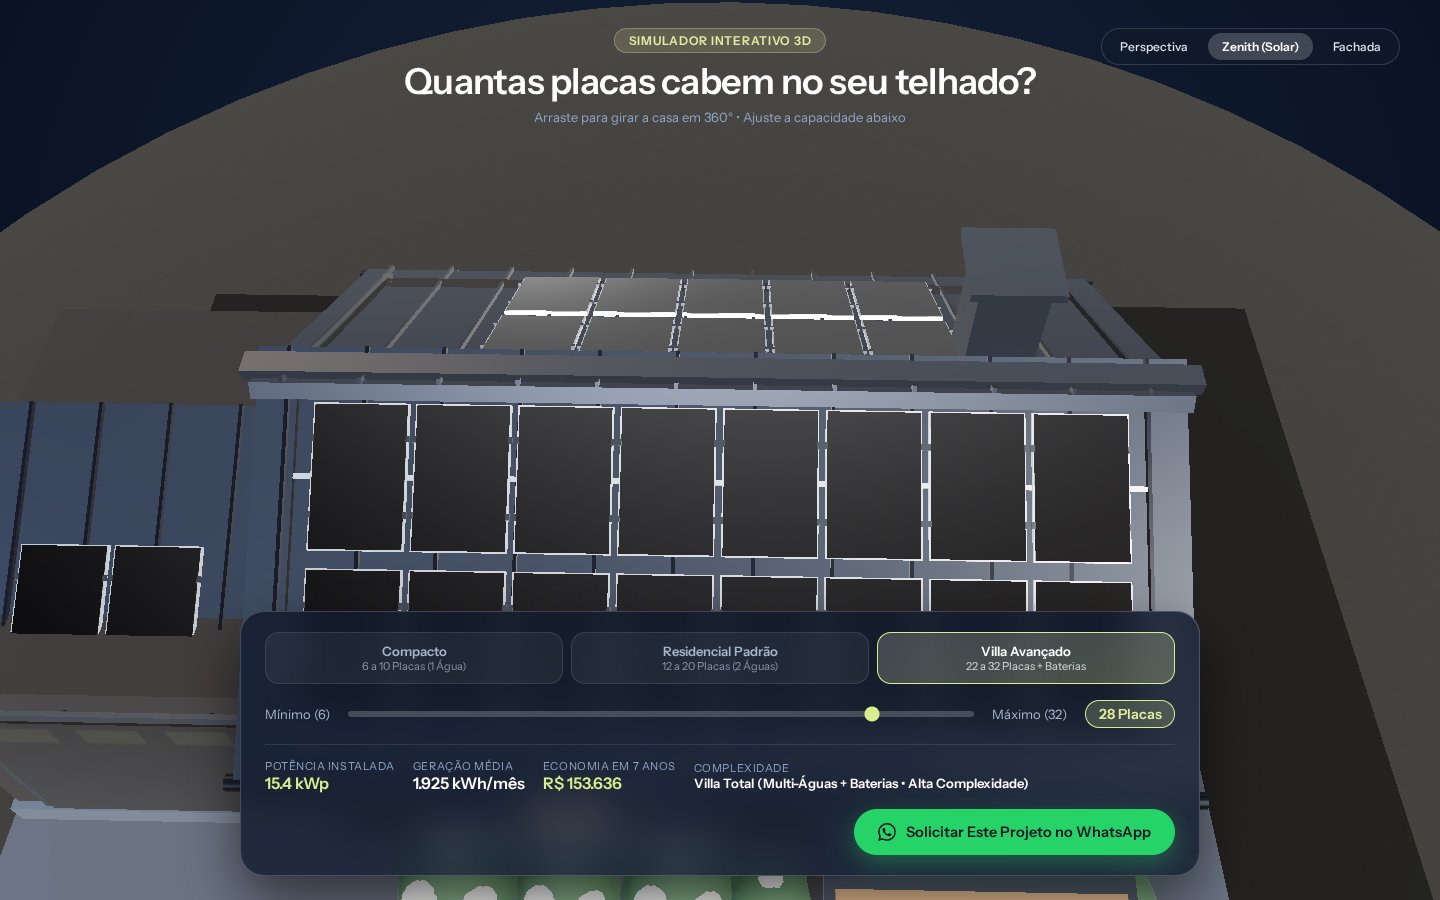 SIMULADOR INTERATIVO 3D
Quantas placas cabem no seu telhado?
Arraste para girar a casa em 360° • Ajuste a capacidade abaixo
Perspectiva
Zenith (Solar)
Fachada
Compacto
6 a 10 Placas (1 Água)
Residencial Padrão
12 a 20 Placas (2 Águas)
Villa Avançado
22 a 32 Placas + Baterias
Mínimo (6)
Máximo (32)
28 Placas
POTÊNCIA INSTALADA
15.4 kWp
GERAÇÃO MÉDIA
1.925 kWh/mês
ECONOMIA EM 7 ANOS
R$ 153.636
COMPLEXIDADE
Villa Total (Multi-Águas + Baterias • Alta Complexidade)
Solicitar Este Projeto no WhatsApp